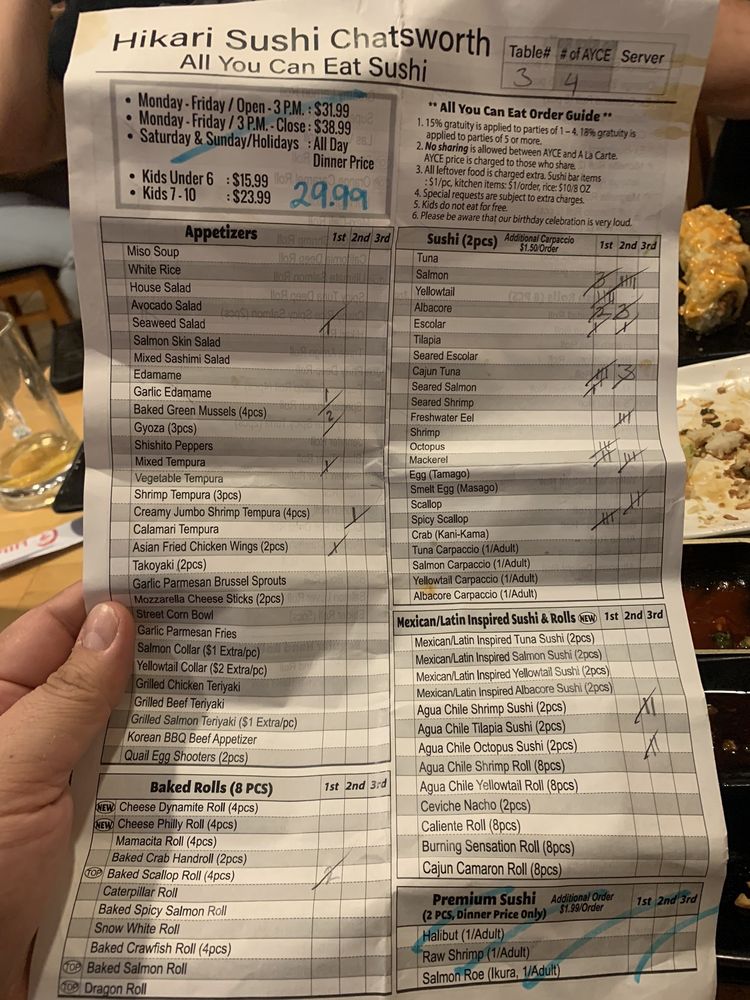 Hikari Sushi Chatsworth
All You Can Eat Sushi
Table# # of AYCE Server
3 4
• Monday - Friday / Open - 3 P.M. : $31.99
• Monday - Friday / 3 P.M. - Close : $38.99
• Saturday & Sunday/Holidays : All Day
Dinner Price
• Kids Under 6 : $15.99
• Kids 7 - 10 : $23.99
29.99
** All You Can Eat Order Guide **
1. 15% gratuity is applied to parties of 1 – 4. 18% gratuity is
applied to parties of 5 or more.
2. No sharing is allowed between AYCE and A La Carte.
AYCE price is charged to those who share.
3. All leftover food is charged extra. Sushi bar items
: $1/pc, kitchen items: $1/order, rice: $10/8 OZ
4. Special requests are subject to extra charges.
5. Kids do not eat for free.
6. Please be aware that our birthday celebration is very loud.
Appetizers 1st 2nd 3rd
Miso Soup
White Rice
House Salad
Avocado Salad
Seaweed Salad
Salmon Skin Salad
Mixed Sashimi Salad
Edamame
Garlic Edamame
Baked Green Mussels (4pcs)
2
Gyoza (3pcs)
Shishito Peppers
Mixed Tempura
Vegetable Tempura
Shrimp Tempura (3pcs)
Creamy Jumbo Shrimp Tempura (4pcs)
Calamari Tempura
Asian Fried Chicken Wings (2pcs)
Takoyaki (2pcs)
Garlic Parmesan Brussel Sprouts
Mozzarella Cheese Sticks (2pcs)
Street Corn Bowl
Garlic Parmesan Fries
Salmon Collar ($1 Extra/pc)
Yellowtail Collar ($2 Extra/pc)
Grilled Chicken Teriyaki
Grilled Beef Teriyaki
Grilled Salmon Teriyaki ($1 Extra/pc)
Korean BBQ Beef Appetizer
Quail Egg Shooters (2pcs)
Baked Rolls (8 PCS) 1st 2nd 3rd
NEW Cheese Dynamite Roll (4pcs)
NEW Cheese Philly Roll (4pcs)
Mamacita Roll (4pcs)
Baked Crab Handroll (2pcs)
TOP Baked Scallop Roll (4pcs) 2
Caterpillar Roll
Baked Spicy Salmon Roll
Snow White Roll
Baked Crawfish Roll (4pcs)
TOP Baked Salmon Roll
TOP Dragon Roll
Sushi (2pcs) Additional Carpaccio
$1.50/Order 1st 2nd 3rd
Tuna
Salmon 3
Yellowtail
Albacore 2 3
Escolar
Tilapia
Seared Escolar
Cajun Tuna 3
Seared Salmon
Seared Shrimp
Freshwater Eel
Shrimp
Octopus
Mackerel
Egg (Tamago)
Smelt Egg (Masago)
Scallop
Spicy Scallop
Crab (Kani-Kama)
Tuna Carpaccio (1/Adult)
Salmon Carpaccio (1/Adult)
Yellowtail Carpaccio (1/Adult)
Albacore Carpaccio (1/Adult)
Mexican/Latin Inspired Sushi & Rolls NEW 1st 2nd 3rd
Mexican/Latin Inspired Tuna Sushi (2pcs)
Mexican/Latin Inspired Salmon Sushi (2pcs)
Mexican/Latin Inspired Yellowtail Sushi (2pcs)
Mexican/Latin Inspired Albacore Sushi (2pcs)
Agua Chile Shrimp Sushi (2pcs)
Agua Chile Tilapia Sushi (2pcs)
Agua Chile Octopus Sushi (2pcs)
Agua Chile Shrimp Roll (8pcs)
Agua Chile Yellowtail Roll (8pcs)
Ceviche Nacho (2pcs)
Caliente Roll (8pcs)
Burning Sensation Roll (8pcs)
Cajun Camaron Roll (8pcs)
Premium Sushi Additional Order 1st 2nd 3rd
(2 PCS, Dinner Price Only) $1.99/Order
Halibut (1/Adult)
Raw Shrimp (1/Adult)
Salmon Roe (Ikura, 1/Adult)